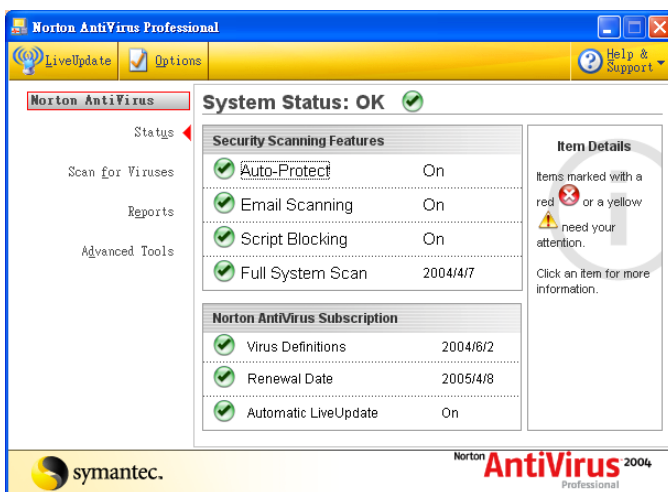 Norton AntiVirus Professional
LiveUpdate Options Help & Support
Norton AntiVirus
Status
Scan for Viruses
Reports
Advanced Tools
System Status: OK
Security Scanning Features
Auto-Protect On
Email Scanning On
Script Blocking On
Full System Scan 2004/4/7
Norton AntiVirus Subscription
Virus Definitions 2004/6/2
Renewal Date 2005/4/8
Automatic LiveUpdate On
Item Details
Items marked with a
red or a yellow
need your
attention.
Click an item for more
information.
symantec.
Norton AntiVirus 2004
Professional